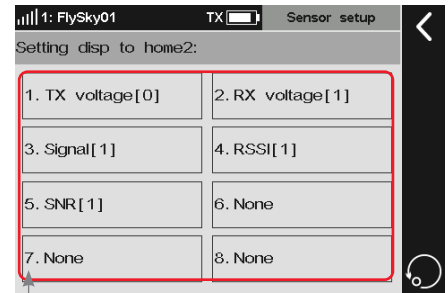 1: FlySky01 TX Sensor setup
Setting disp to home2:
1. TX voltage[0] 2. RX voltage[1]
3. Signal[1] 4. RSSI[1]
5. SNR[1] 6. None
7. None 8. None